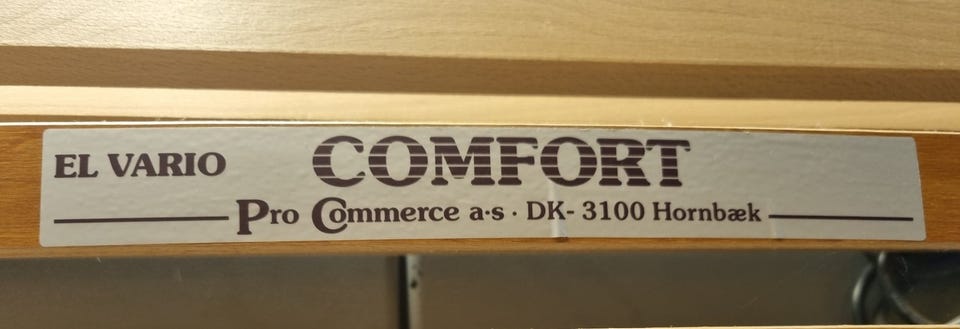 EL VARIO COMFORT
Pro Commerce a·s · DK- 3100 Hornbæk